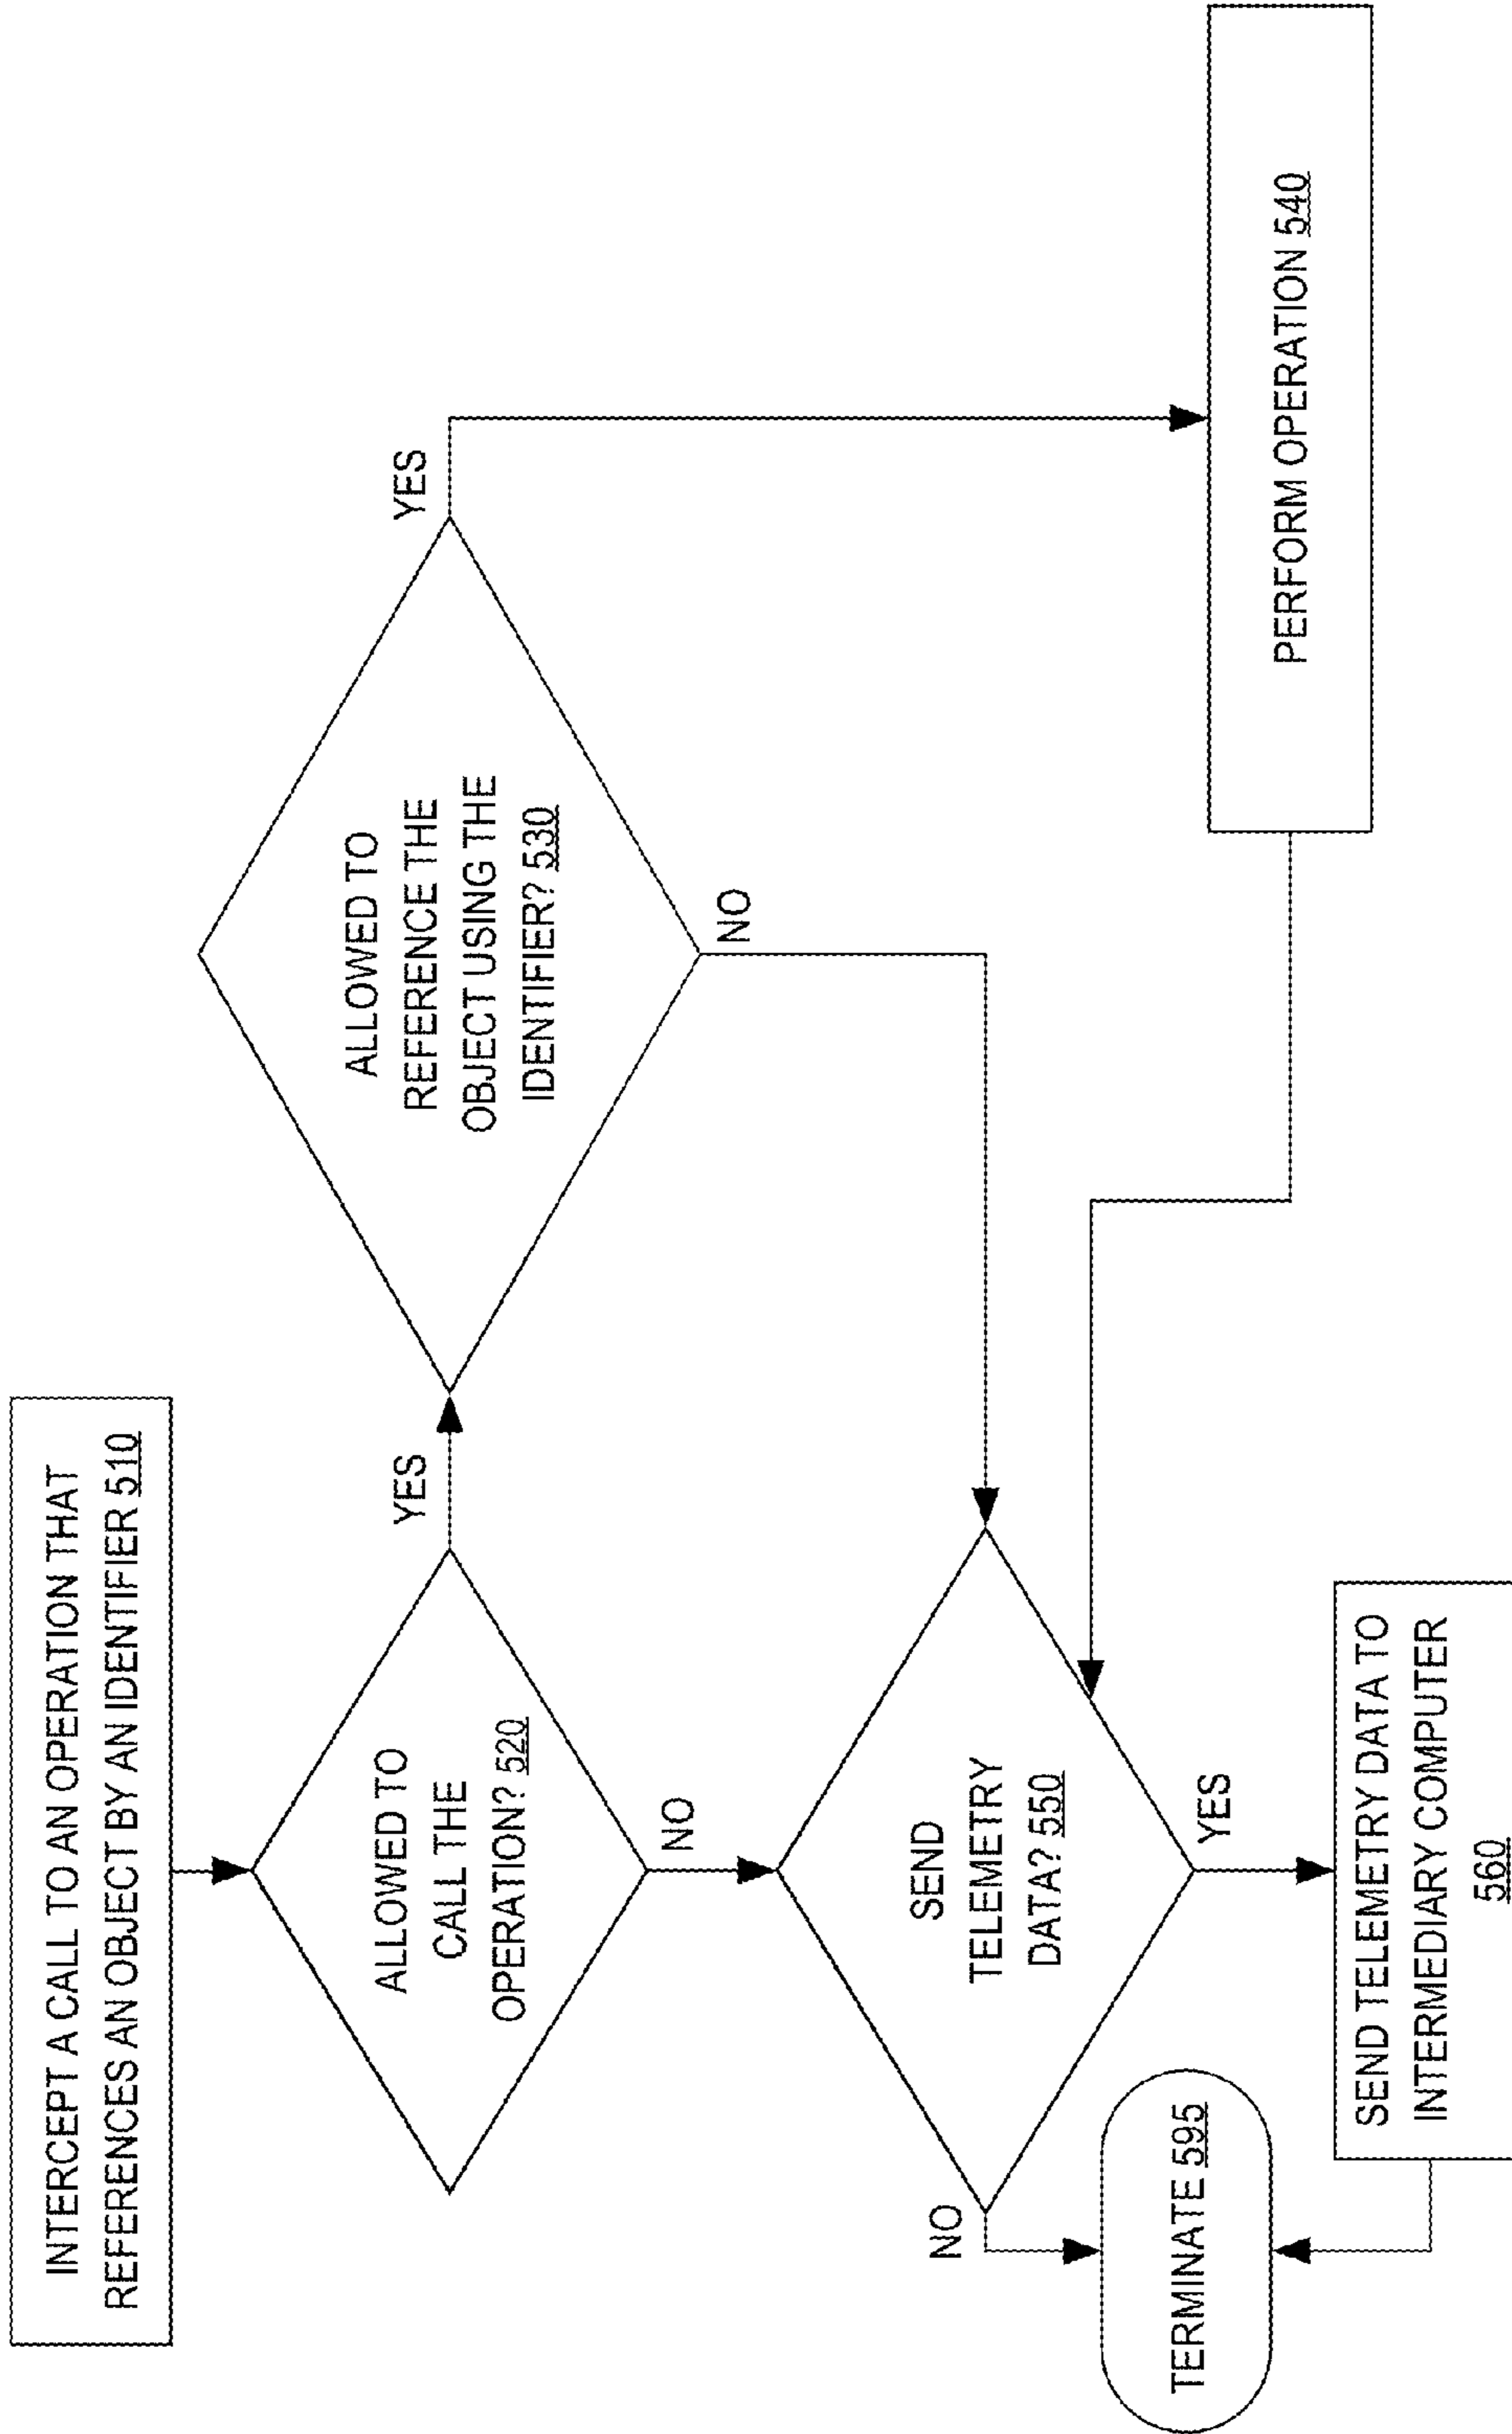 INTERCEPT A CALL TO AN OPERATION THAT
REFERENCES AN OBJECT BY AN IDENTIFIER 510
ALLOWED TO
CALL THE
OPERATION? 520
YES
NO
ALLOWED TO
REFERENCE THE
OBJECT USING THE
IDENTIFIER? 530
YES
NO
PERFORM OPERATION 540
SEND
TELEMETRY
DATA? 550
NO
YES
TERMINATE 595
SEND TELEMETRY DATA TO
INTERMEDIARY COMPUTER
560